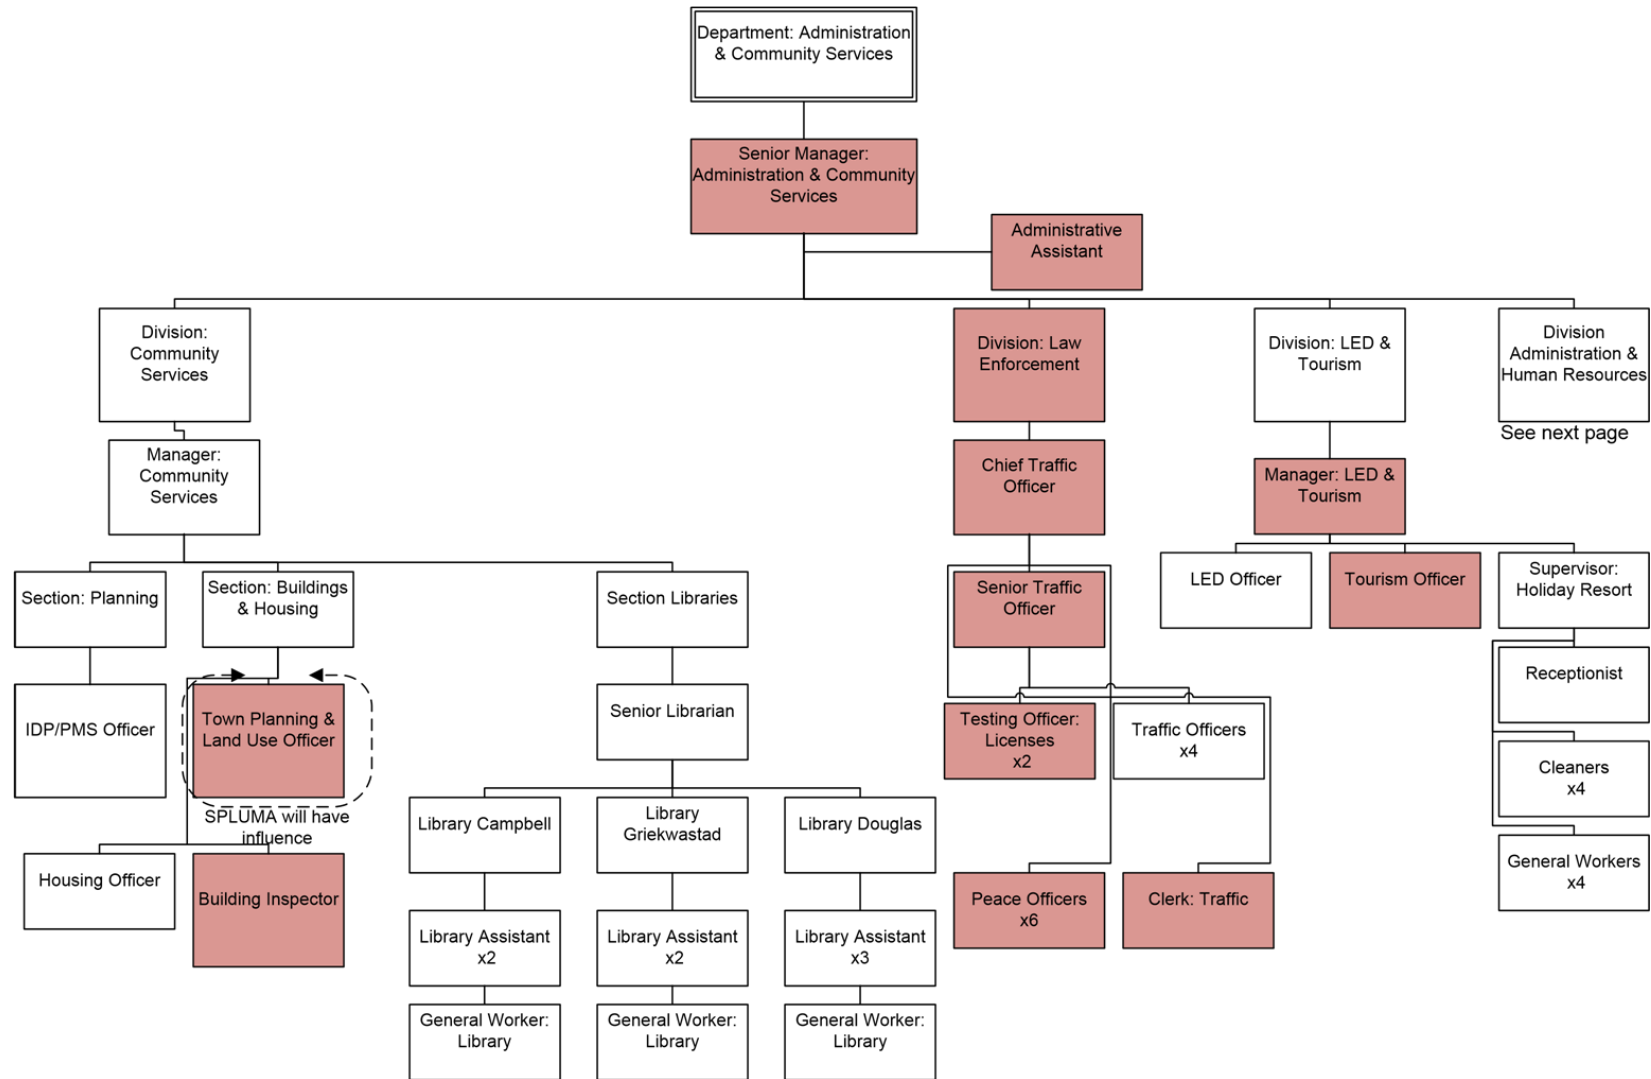 Department: Administration
& Community Services
Senior Manager:
Administration & Community
Services
Administrative
Assistant
Division:
Community
Services
Division: Law
Enforcement
Division: LED &
Tourism
Division
Administration &
Human Resources
See next page
Manager:
Community
Services
Chief Traffic
Officer
Manager: LED &
Tourism
Section: Planning
Section: Buildings
& Housing
Section Libraries
Senior Traffic
Officer
LED Officer
Tourism Officer
Supervisor:
Holiday Resort
Receptionist
IDP/PMS Officer
Town Planning &
Land Use Officer
Senior Librarian
Testing Officer:
Licenses
x2
Traffic Officers
x4
Cleaners
x4
SPLUMA will have
influence
Library Campbell
Library
Griekwastad
Library Douglas
Housing Officer
Building Inspector
Peace Officers
x6
Clerk: Traffic
General Workers
x4
Library Assistant
x2
Library Assistant
x2
Library Assistant
x3
General Worker:
Library
General Worker:
Library
General Worker:
Library